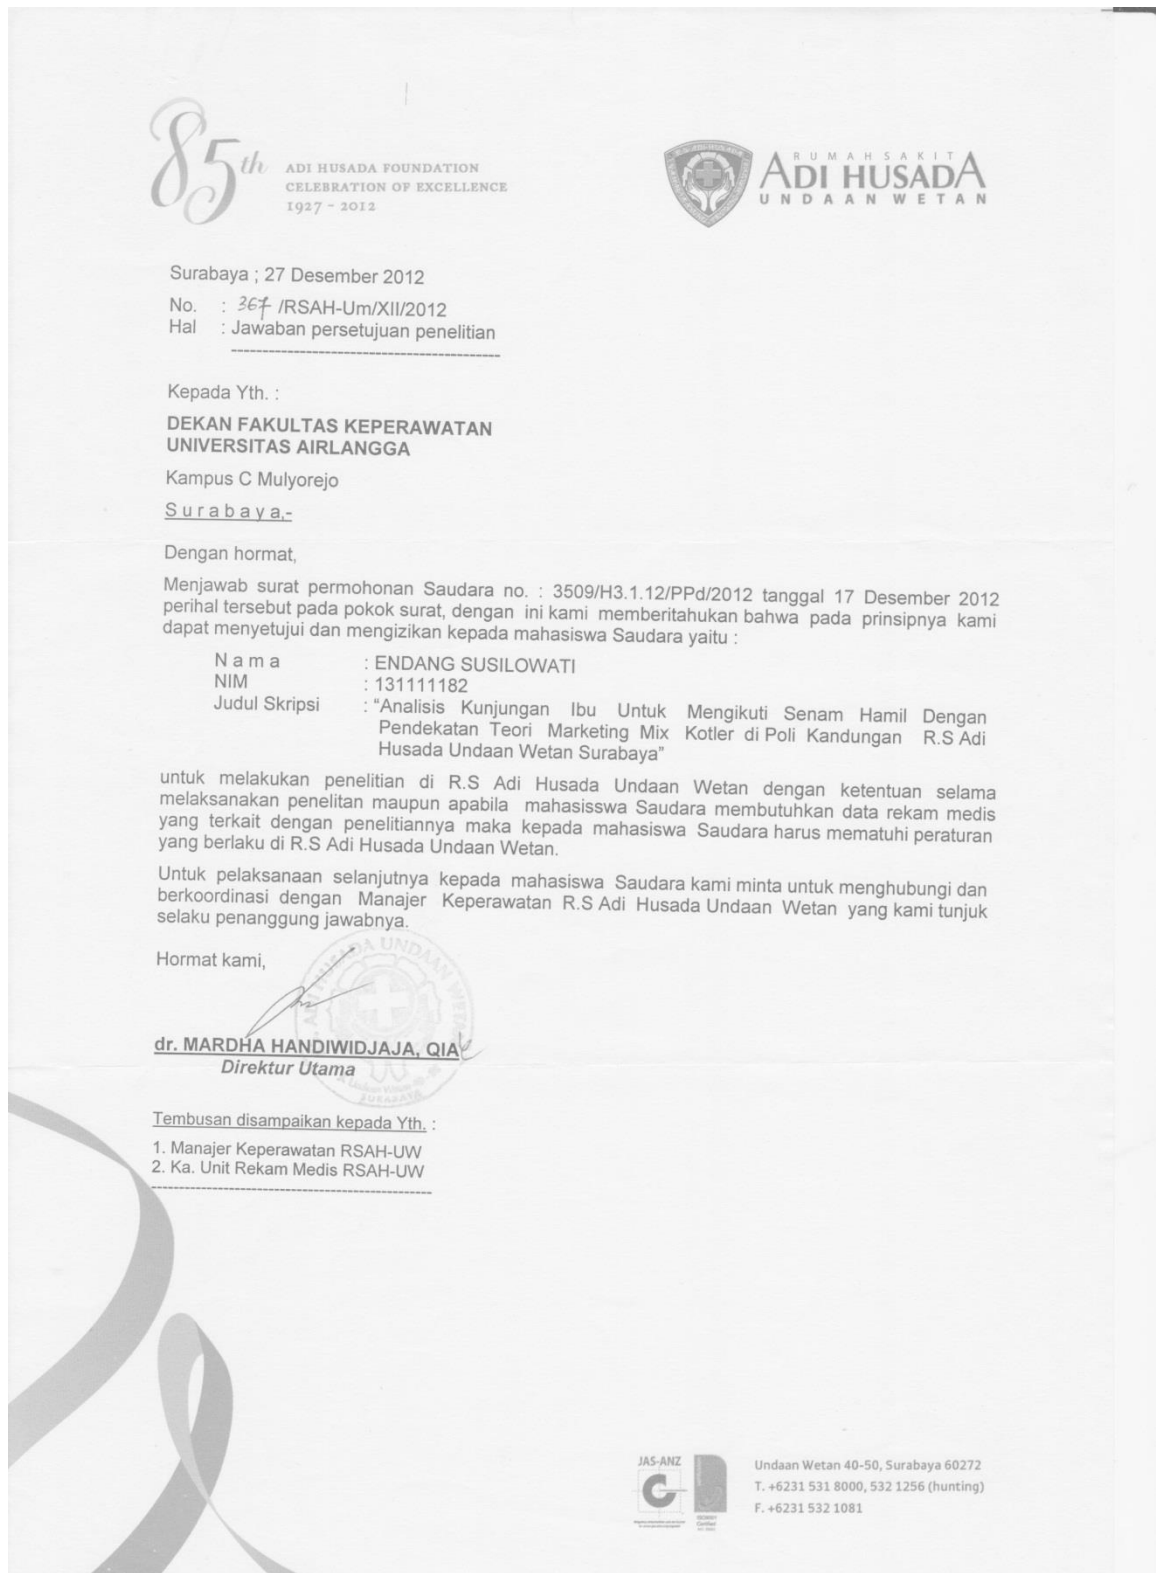 85th
ADI HUSADA FOUNDATION
CELEBRATION OF EXCELLENCE
1927 - 2012
RUMAH SAKIT
ADI HUSADA
UNDAAN WETAN
Surabaya ; 27 Desember 2012
No. : 367 /RSAH-Um/XII/2012
Hal : Jawaban persetujuan penelitian
Kepada Yth. :
DEKAN FAKULTAS KEPERAWATAN
UNIVERSITAS AIRLANGGA
Kampus C Mulyorejo
S u r a b a y a,-
Dengan hormat,
Menjawab surat permohonan Saudara no. : 3509/H3.1.12/PPd/2012 tanggal 17 Desember 2012
perihal tersebut pada pokok surat, dengan ini kami memberitahukan bahwa pada prinsipnya kami
dapat menyetujui dan mengizikan kepada mahasiswa Saudara yaitu :
N a m a : ENDANG SUSILOWATI
NIM : 131111182
Judul Skripsi : “Analisis Kunjungan Ibu Untuk Mengikuti Senam Hamil Dengan
Pendekatan Teori Marketing Mix Kotler di Poli Kandungan R.S Adi
Husada Undaan Wetan Surabaya”
untuk melakukan penelitian di R.S Adi Husada Undaan Wetan dengan ketentuan selama
melaksanakan penelitan maupun apabila mahasisswa Saudara membutuhkan data rekam medis
yang terkait dengan penelitiannya maka kepada mahasiswa Saudara harus mematuhi peraturan
yang berlaku di R.S Adi Husada Undaan Wetan.
Untuk pelaksanaan selanjutnya kepada mahasiswa Saudara kami minta untuk menghubungi dan
berkoordinasi dengan Manajer Keperawatan R.S Adi Husada Undaan Wetan yang kami tunjuk
selaku penanggung jawabnya.
Hormat kami,
dr. MARDHA HANDIWIDJAJA, QIA
Direktur Utama
Tembusan disampaikan kepada Yth. :
1. Manajer Keperawatan RSAH-UW
2. Ka. Unit Rekam Medis RSAH-UW
JAS-ANZ
Undaan Wetan 40-50, Surabaya 60272
T. +6231 531 8000, 532 1256 (hunting)
F. +6231 532 1081